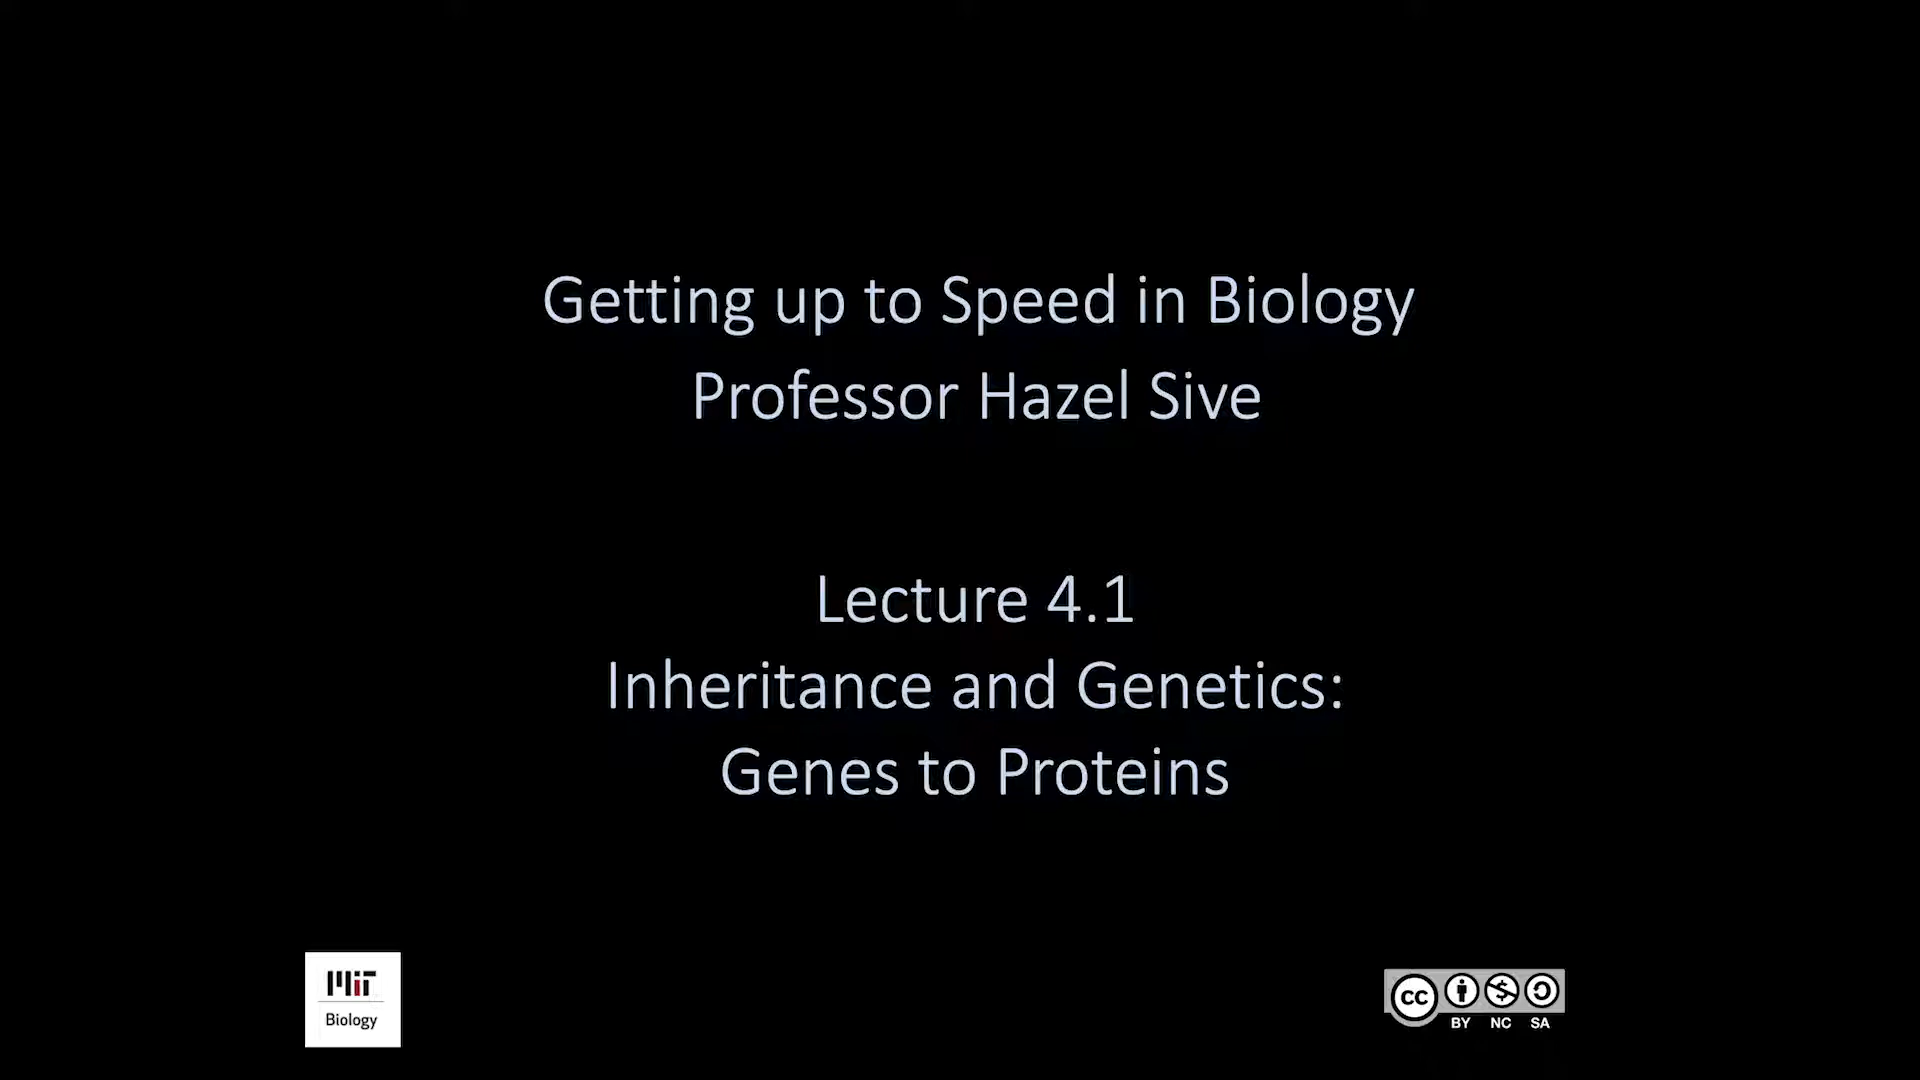 Getting up to Speed in Biology
Professor Hazel Sive
Lecture 4.1
Inheritance and Genetics:
Genes to Proteins
MIT
Biology
cc
BY NC SA